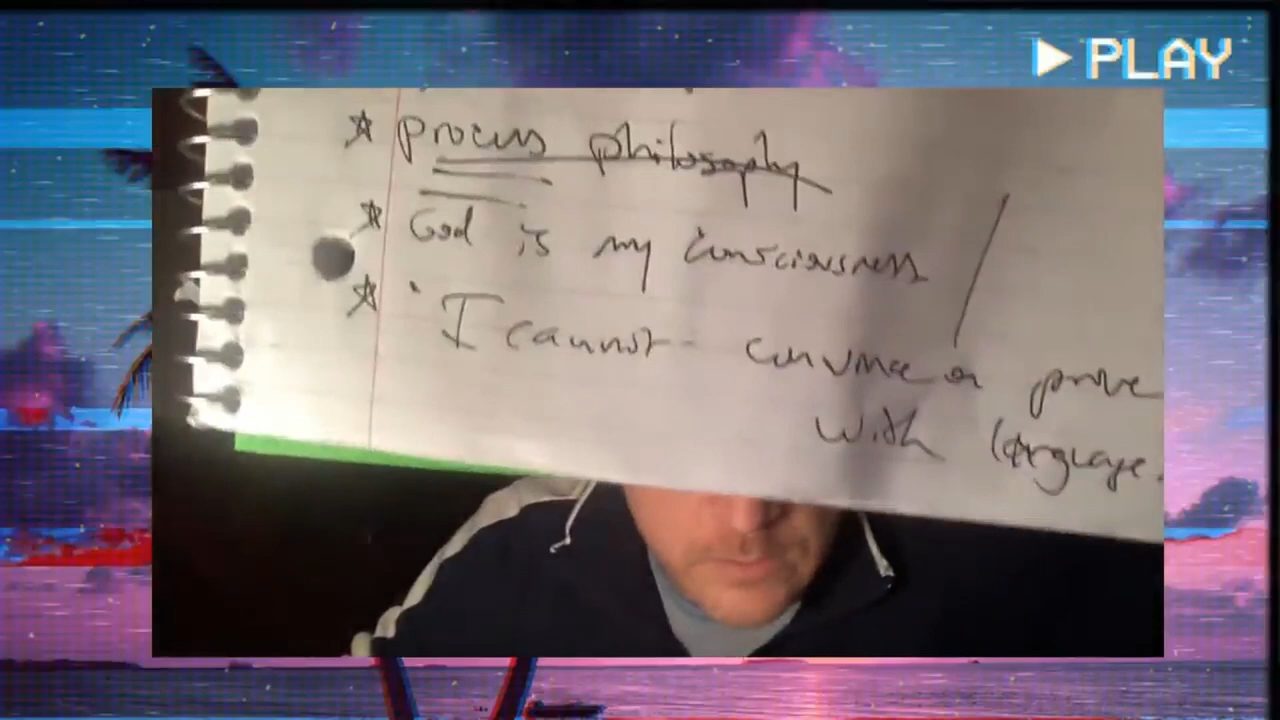 PLAY
☆ process philosophy
☆ God is my consciousness
☆ I cannot convince or prove
with language.